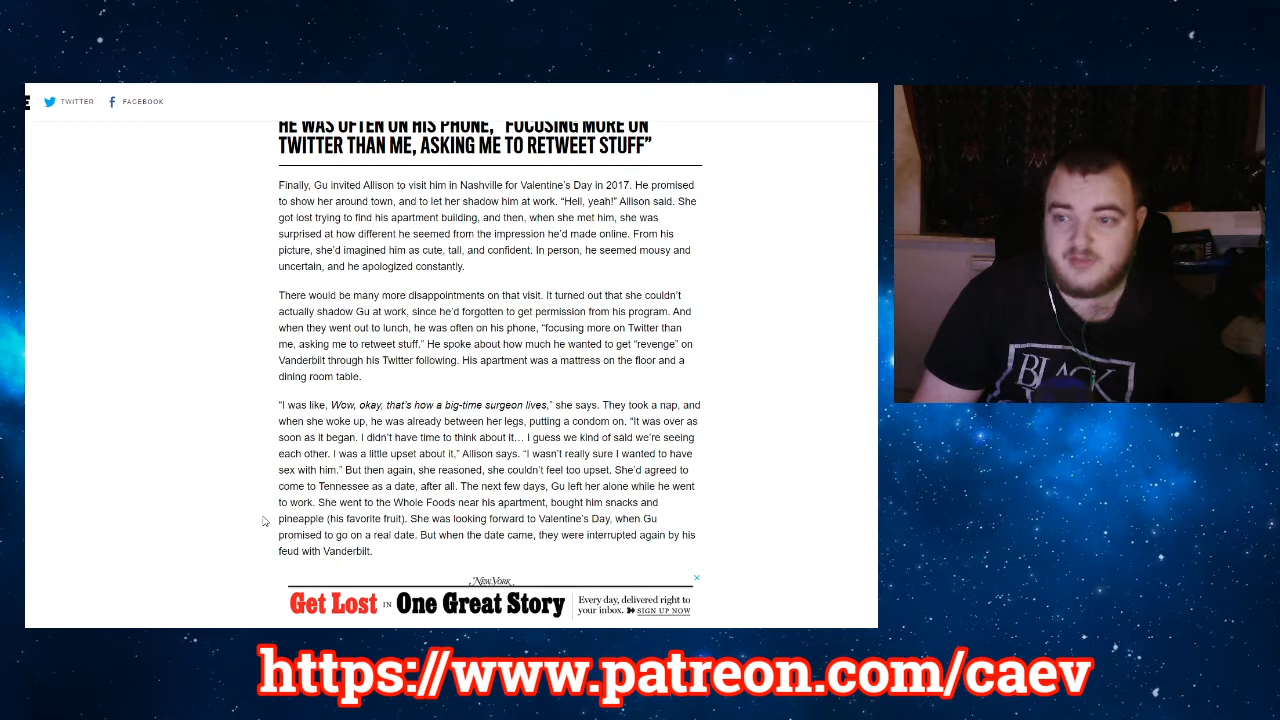 TWITTER FACEBOOK
HE WAS OFTEN ON HIS PHONE, “FOCUSING MORE ON
TWITTER THAN ME, ASKING ME TO RETWEET STUFF”
Finally, Gu invited Allison to visit him in Nashville for Valentine’s Day in 2017. He promised
to show her around town, and to let her shadow him at work. “Hell, yeah!” Allison said. She
got lost trying to find his apartment building, and then, when she met him, she was
surprised at how different he seemed from the impression he’d made online. From his
picture, she’d imagined him as cute, tall, and confident. In person, he seemed mousy and
uncertain, and he apologized constantly.
There would be many more disappointments on that visit. It turned out that she couldn’t
actually shadow Gu at work, since he’d forgotten to get permission from his program. And
when they went out to lunch, he was often on his phone, “focusing more on Twitter than
me, asking me to retweet stuff.” He spoke about how much he wanted to get “revenge” on
Vanderbilt through his Twitter following. His apartment was a mattress on the floor and a
dining room table.
“I was like, Wow, okay, that’s how a big-time surgeon lives,” she says. They took a nap, and
when she woke up, he was already between her legs, putting a condom on. “It was over as
soon as it began. I didn’t have time to think about it… I guess we kind of said we’re seeing
each other. I was a little upset about it,” Allison says. “I wasn’t really sure I wanted to have
sex with him.” But then again, she reasoned, she couldn’t feel too upset. She’d agreed to
come to Tennessee as a date, after all. The next few days, Gu left her alone while he went
to work. She went to the Whole Foods near his apartment, bought him snacks and
pineapple (his favorite fruit). She was looking forward to Valentine’s Day, when Gu
promised to go on a real date. But when the date came, they were interrupted again by his
feud with Vanderbilt.
NEW YORK
Get Lost IN One Great Story
Every day, delivered right to
your inbox. SIGN UP NOW
BLACK
https://www.patreon.com/caev